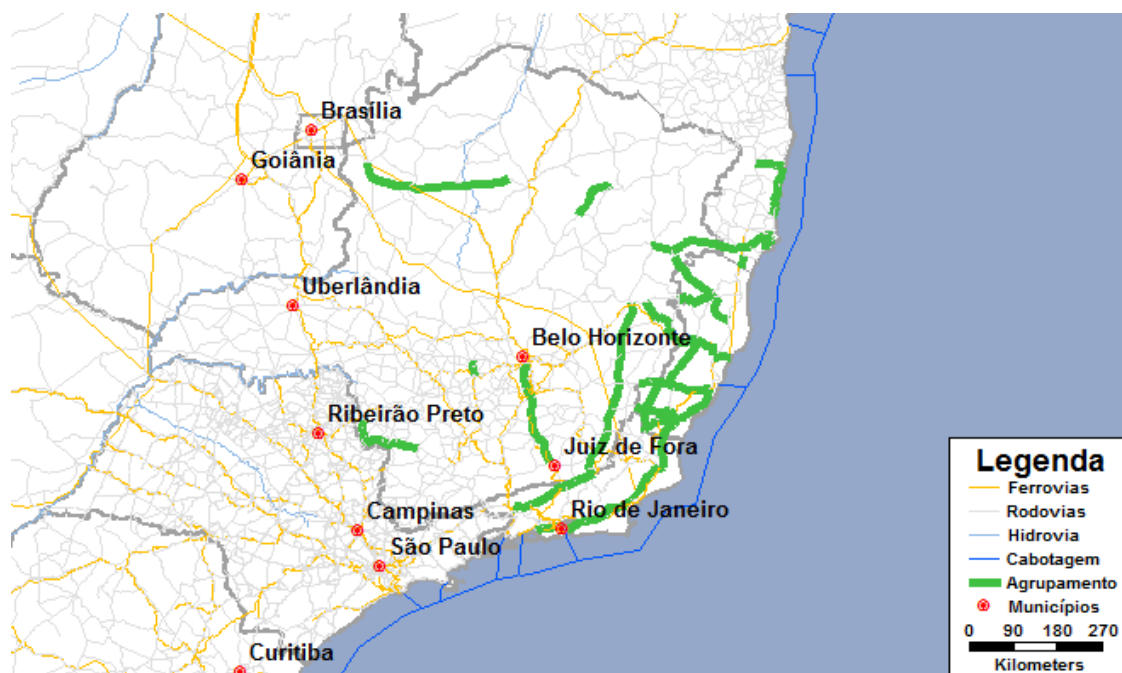 Brasília
Goiânia
Uberlândia
Belo Horizonte
Ribeirão Preto
Juiz de Fora
Campinas
Rio de Janeiro
São Paulo
Curitiba
Legenda
Ferrovias
Rodovias
Hidrovia
Cabotagem
Agrupamento
Municípios
0 90 180 270
Kilometers